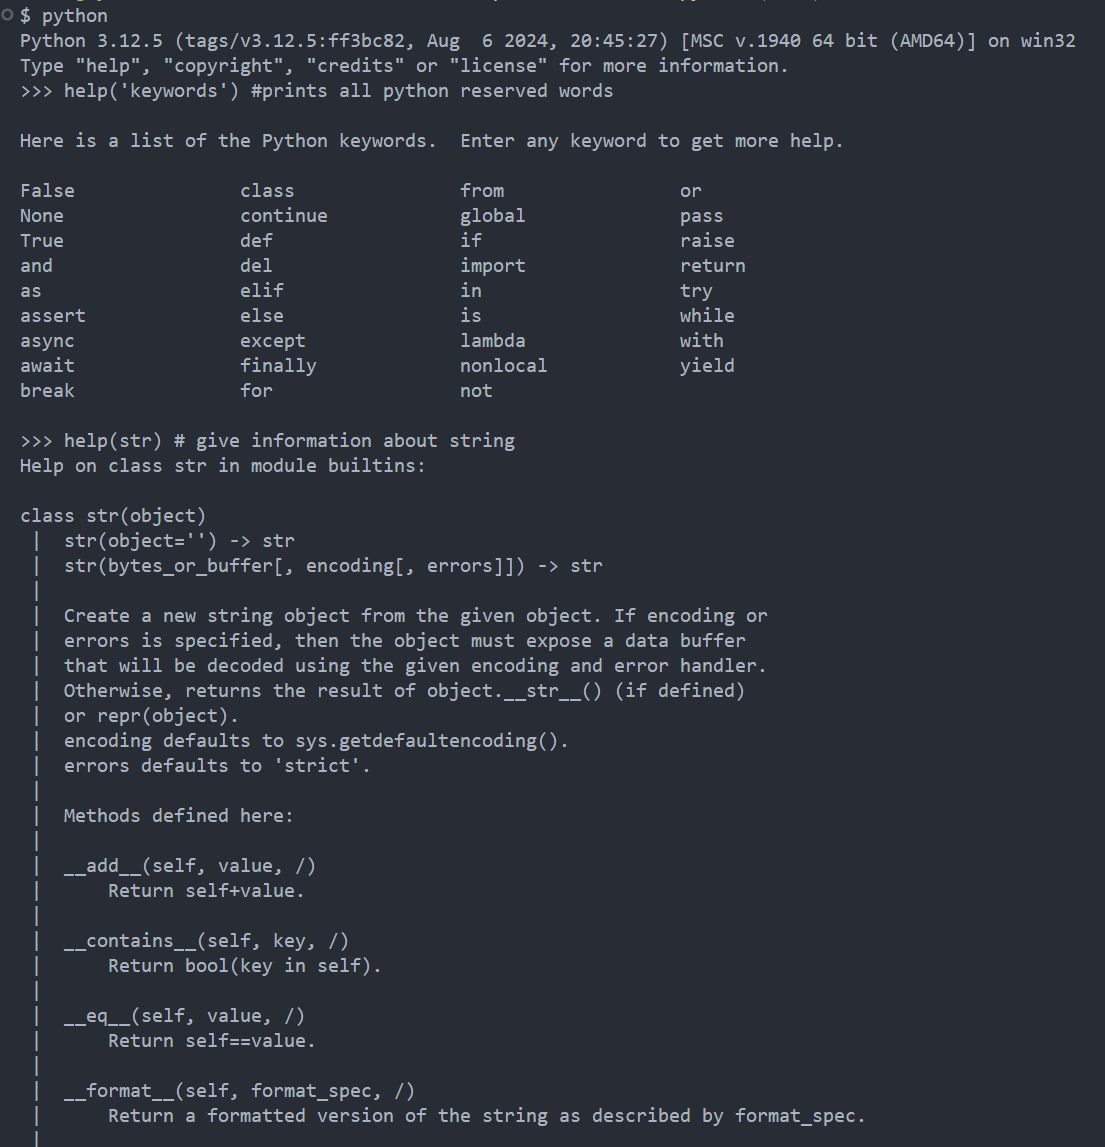 $ python
Python 3.12.5 (tags/v3.12.5:ff3bc82, Aug  6 2024, 20:45:27) [MSC v.1940 64 bit (AMD64)] on win32
Type "help", "copyright", "credits" or "license" for more information.
>>> help('keywords') #prints all python reserved words

Here is a list of the Python keywords.  Enter any keyword to get more help.

False               class               from                or
None                continue            global              pass
True                def                 if                  raise
and                 del                 import              return
as                  elif                in                  try
assert              else                is                  while
async               except              lambda              with
await               finally             nonlocal            yield
break               for                 not

>>> help(str) # give information about string
Help on class str in module builtins:

class str(object)
 |  str(object='') -> str
 |  str(bytes_or_buffer[, encoding[, errors]]) -> str
 |
 |  Create a new string object from the given object. If encoding or
 |  errors is specified, then the object must expose a data buffer
 |  that will be decoded using the given encoding and error handler.
 |  Otherwise, returns the result of object.__str__() (if defined)
 |  or repr(object).
 |  encoding defaults to sys.getdefaultencoding().
 |  errors defaults to 'strict'.
 |
 |  Methods defined here:
 |
 |  __add__(self, value, /)
 |      Return self+value.
 |
 |  __contains__(self, key, /)
 |      Return bool(key in self).
 |
 |  __eq__(self, value, /)
 |      Return self==value.
 |
 |  __format__(self, format_spec, /)
 |      Return a formatted version of the string as described by format_spec.
 |